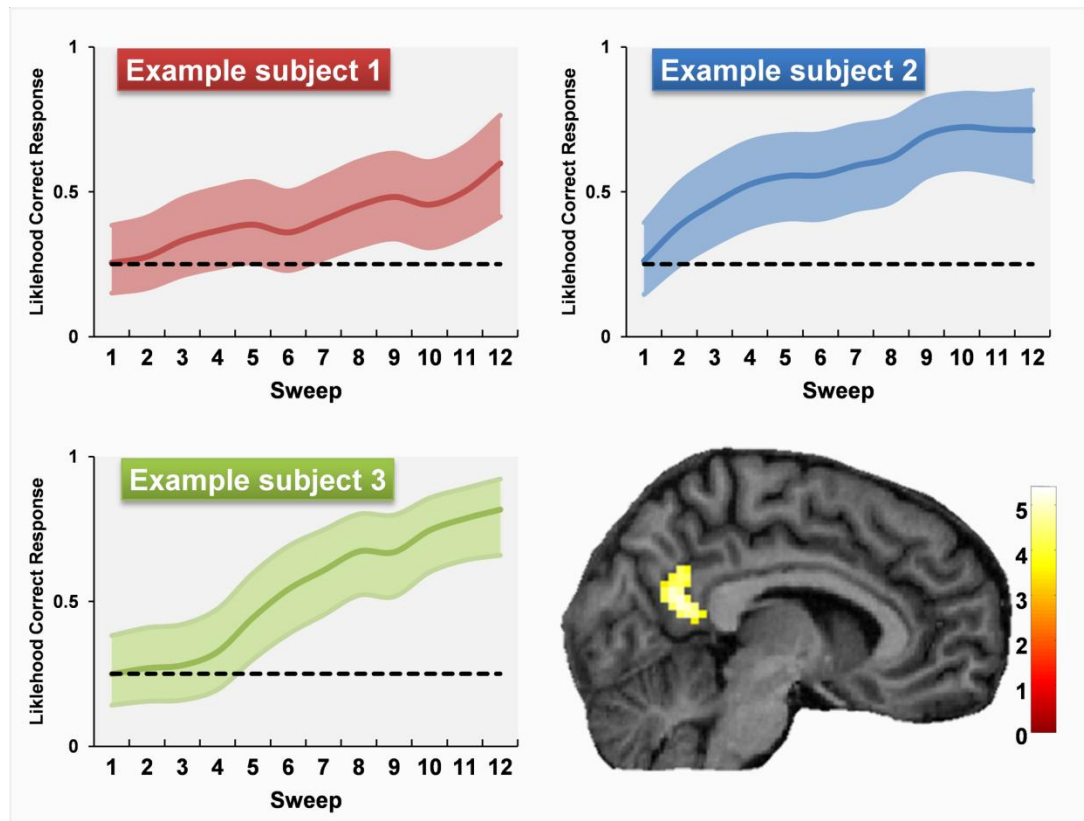 Example subject 1
Liklehood Correct Response
1
0.5
0
1 2 3 4 5 6 7 8 9 10 11 12
Sweep
Example subject 2
Liklehood Correct Response
1
0.5
0
1 2 3 4 5 6 7 8 9 10 11 12
Sweep
Example subject 3
Liklehood Correct Response
1
0.5
0
1 2 3 4 5 6 7 8 9 10 11 12
Sweep
5
4
3
2
1
0